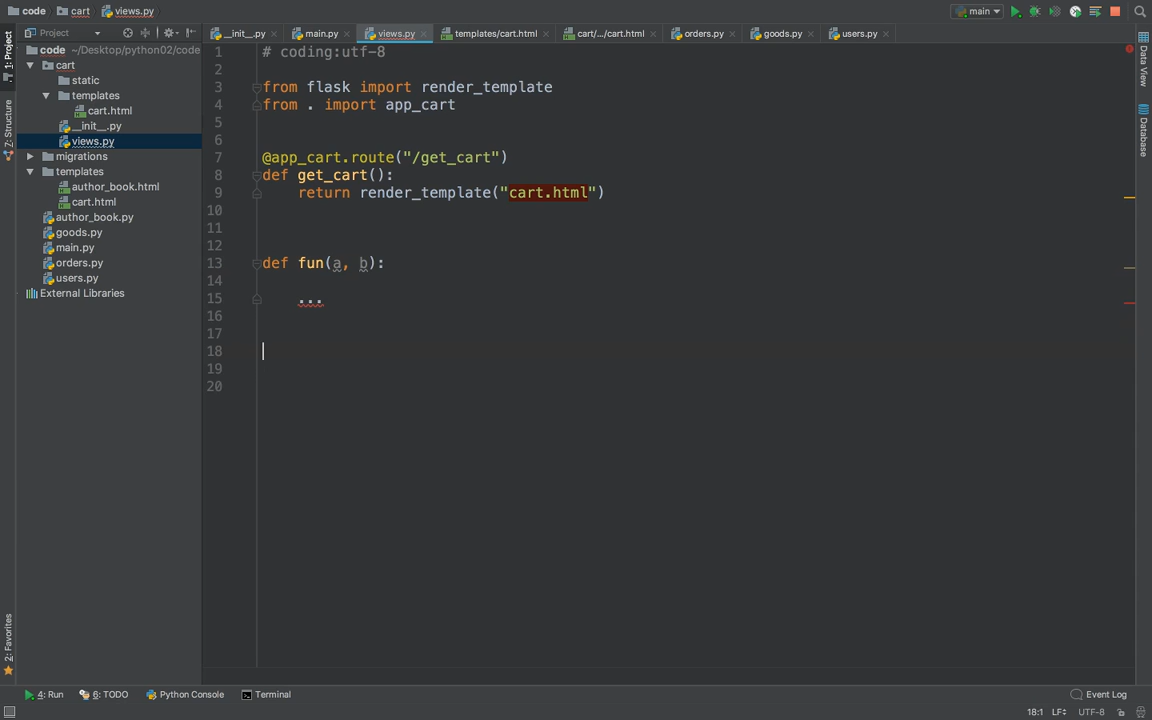 code cart views.py
main
Project
__init__.py main.py views.py templates/cart.html cart/.../cart.html orders.py goods.py users.py
1: Project
Z: Structure
2: Favorites
Data View
Database
code ~/Desktop/python02/code
cart
static
templates
cart.html
__init__.py
views.py
migrations
templates
author_book.html
cart.html
author_book.py
goods.py
main.py
orders.py
users.py
External Libraries
1 # coding:utf-8
2
3 from flask import render_template
4 from . import app_cart
5
6
7 @app_cart.route("/get_cart")
8 def get_cart():
9 return render_template("cart.html")
10
11
12
13 def fun(a, b):
14
15 ...
16
17
18
19
20
4: Run 6: TODO Python Console Terminal Event Log
18:1 LF UTF-8